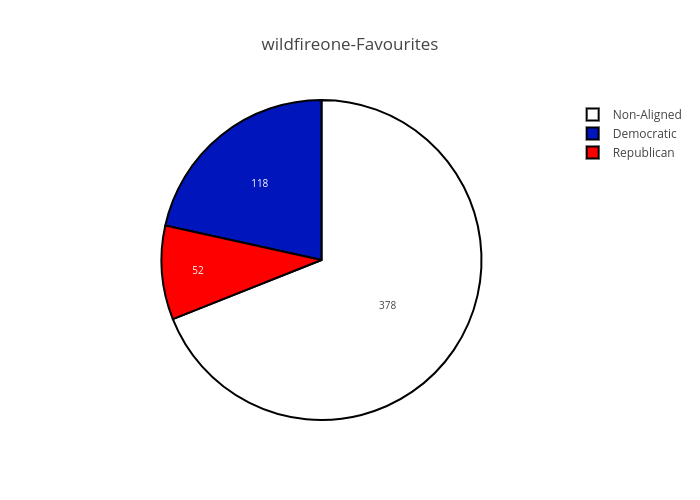 wildfireone-Favourites
Non-Aligned
Democratic
Republican
118
52
378